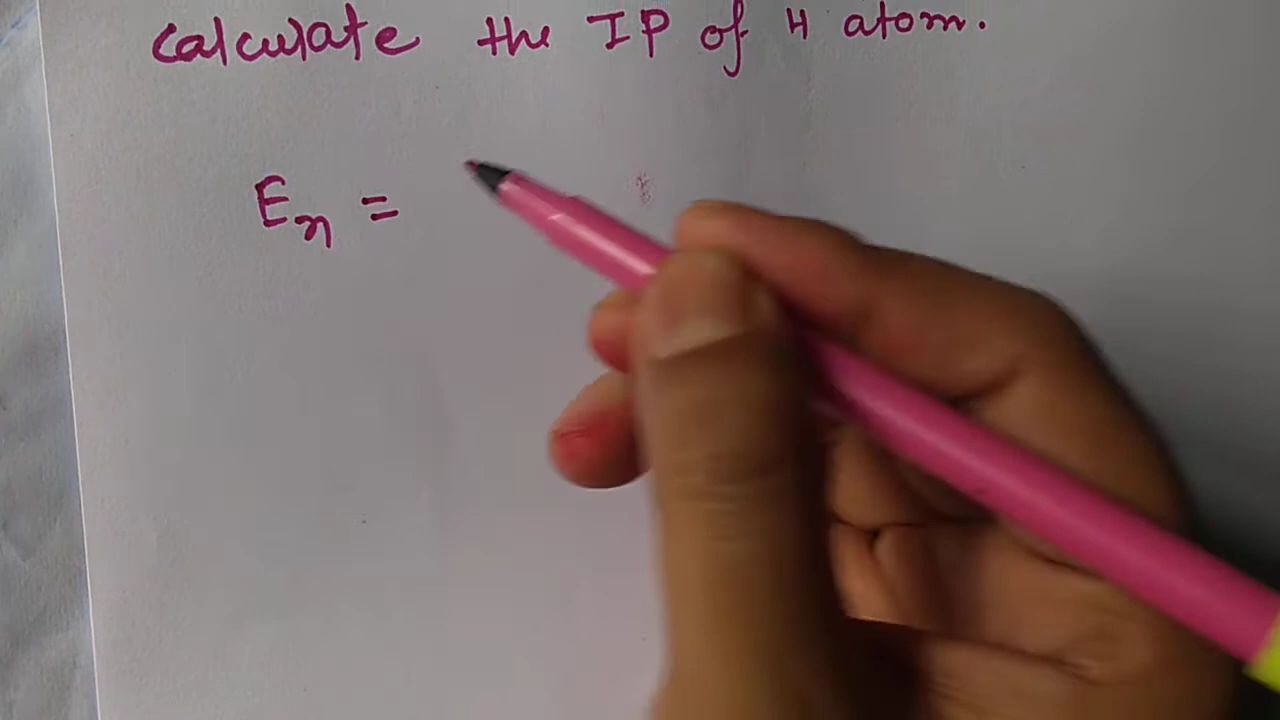 calculate the IP of H atom.
En =